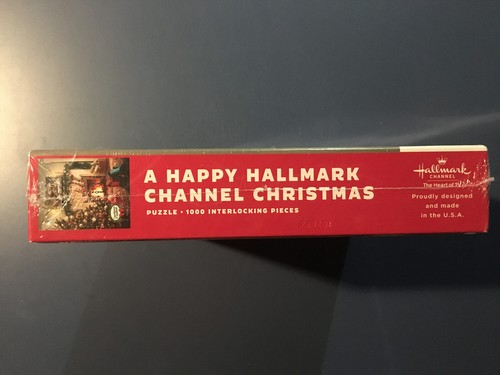 A HAPPY HALLMARK
CHANNEL CHRISTMAS
PUZZLE • 1000 INTERLOCKING PIECES
Hallmark
CHANNEL
The Heart of TV
Proudly designed
and made
in the U.S.A.